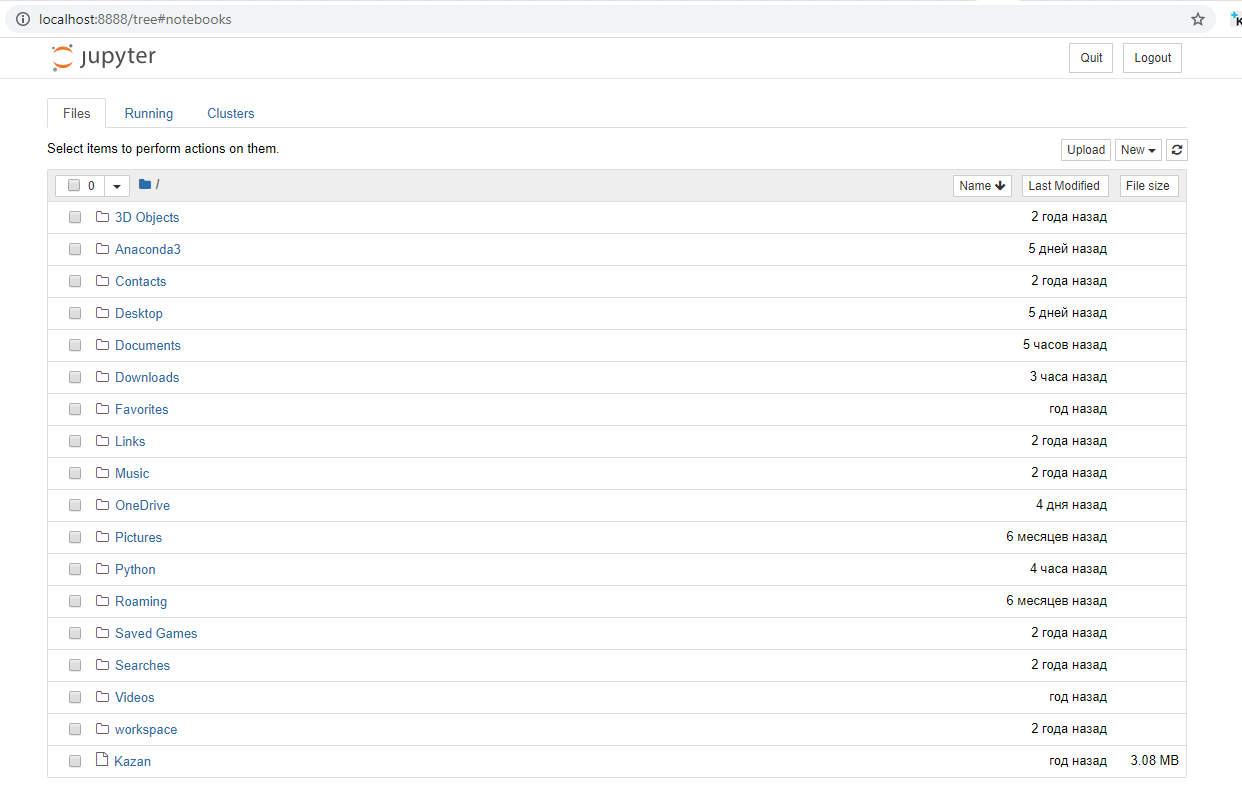 localhost:8888/tree#notebooks
jupyter
Quit Logout
Files Running Clusters
Select items to perform actions on them.
Upload New
0 / Name Last Modified File size
3D Objects 2 года назад
Anaconda3 5 дней назад
Contacts 2 года назад
Desktop 5 дней назад
Documents 5 часов назад
Downloads 3 часа назад
Favorites год назад
Links 2 года назад
Music 2 года назад
OneDrive 4 дня назад
Pictures 6 месяцев назад
Python 4 часа назад
Roaming 6 месяцев назад
Saved Games 2 года назад
Searches 2 года назад
Videos год назад
workspace 2 года назад
Kazan год назад 3.08 MB